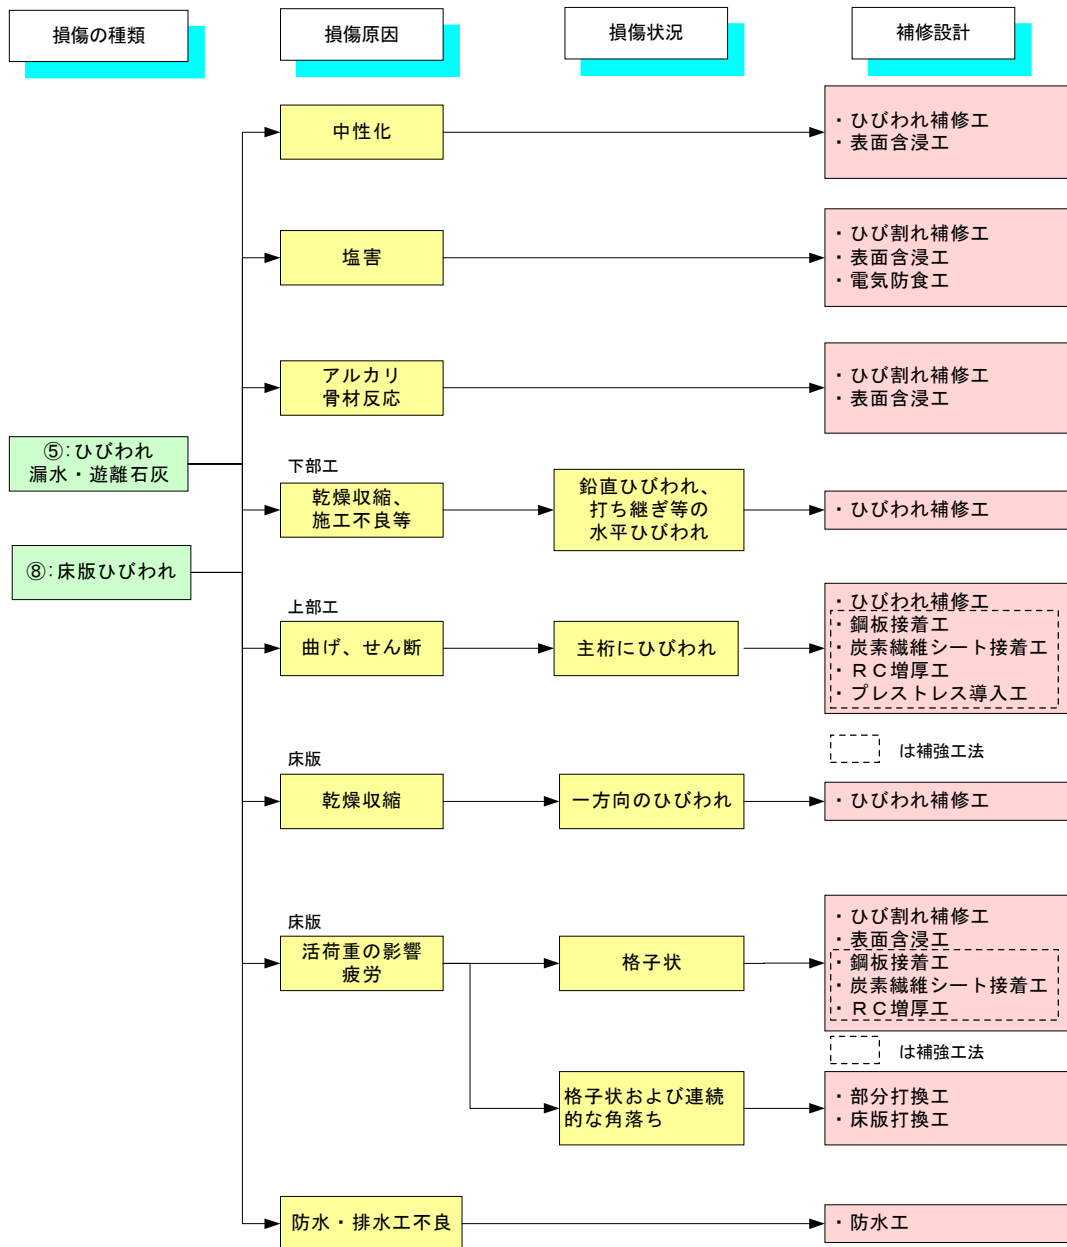 損傷の種類
損傷原因
損傷状況
補修設計
中性化
・ひびわれ補修工
・表面含浸工
塩害
・ひび割れ補修工
・表面含浸工
・電気防食工
アルカリ
骨材反応
・ひび割れ補修工
・表面含浸工
⑤：ひびわれ
漏水・遊離石灰
下部工
乾燥収縮、
施工不良等
鉛直ひびわれ、
打ち継ぎ等の
水平ひびわれ
・ひびわれ補修工
⑧：床版ひびわれ
上部工
曲げ、せん断
主桁にひびわれ
・ひびわれ補修工
・鋼板接着工
・炭素繊維シート接着工
・ＲＣ増厚工
・プレストレス導入工
は補強工法
床版
乾燥収縮
一方向のひびわれ
・ひびわれ補修工
床版
活荷重の影響
疲労
格子状
・ひび割れ補修工
・表面含浸工
・鋼板接着工
・炭素繊維シート接着工
・ＲＣ増厚工
は補強工法
格子状および連続
的な角落ち
・部分打換工
・床版打換工
防水・排水工不良
・防水工